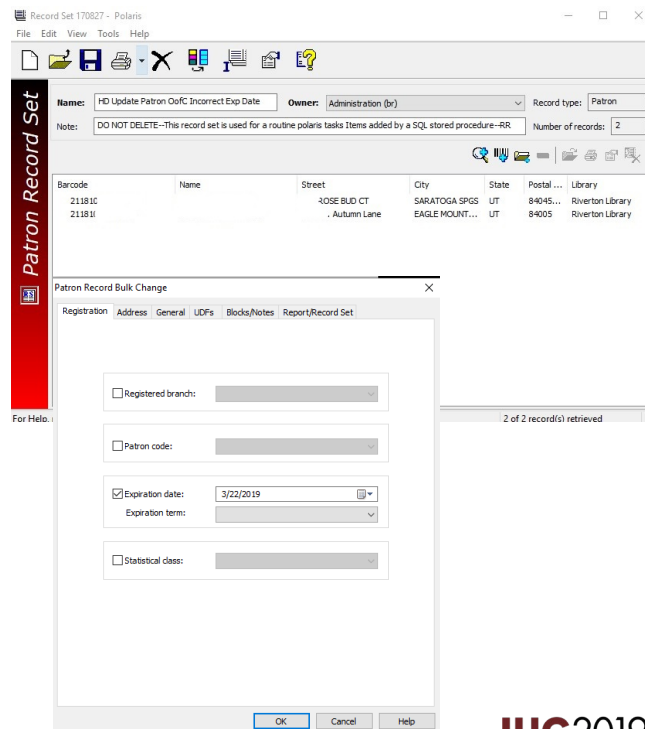 Record Set 170827 - Polaris
File Edit View Tools Help
Patron Record Set
Name: HD Update Patron OofC Incorrect Exp Date Owner: Administration (br) Record type: Patron
Note: DO NOT DELETE--This record set is used for a routine polaris tasks Items added by a SQL stored procedure--RR Number of records: 2
Barcode Name Street City State Postal ... Library
21181 ROSE BUD CT SARATOGA SPGS UT 84045... Riverton Library
21181 . Autumn Lane EAGLE MOUNT... UT 84005 Riverton Library
Patron Record Bulk Change
Registration Address General UDFs Blocks/Notes Report/Record Set
Registered branch:
Patron code:
Expiration date: 3/22/2019
Expiration term:
Statistical class:
OK Cancel Help
For Help,
2 of 2 record(s) retrieved
IUG2019